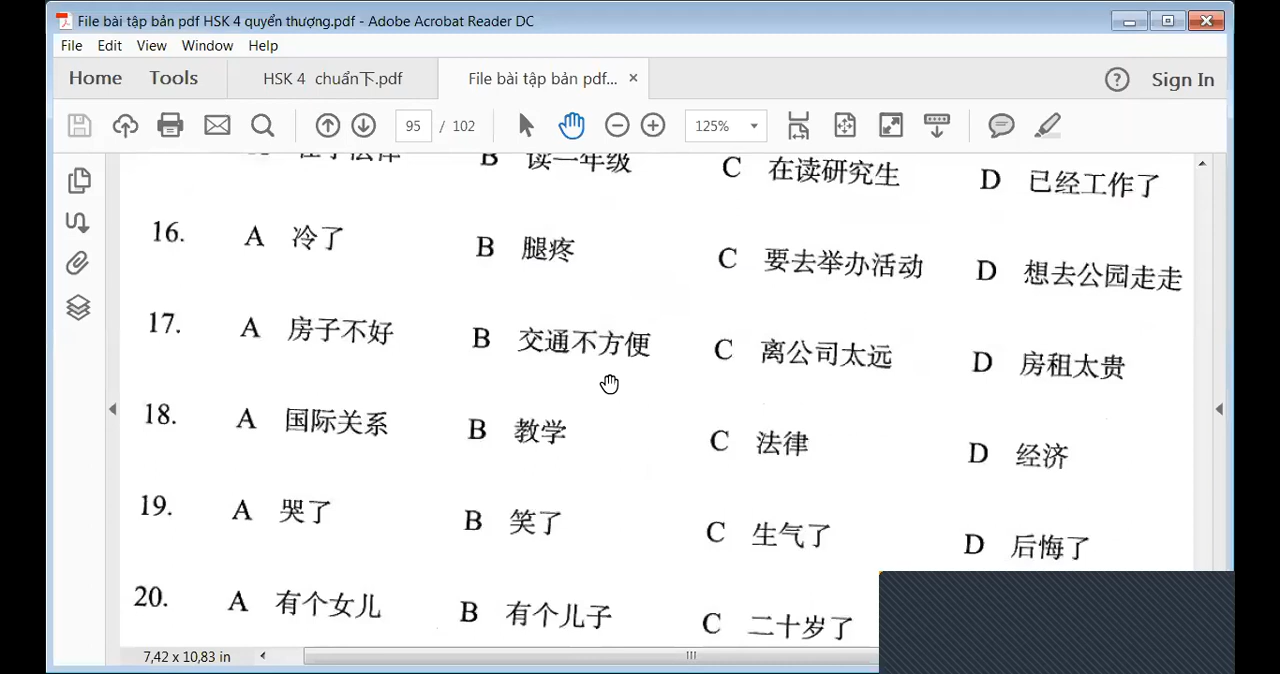 File bài tập bản pdf HSK 4 quyển thượng.pdf - Adobe Acrobat Reader DC
File Edit View Window Help
Home Tools HSK 4 chuẩn下.pdf File bài tập bản pdf... × ? Sign In
95 / 102 125%
B 读一年级 C 在读研究生 D 已经工作了
16. A 冷了 B 腿疼 C 要去举办活动 D 想去公园走走
17. A 房子不好 B 交通不方便 C 离公司太远 D 房租太贵
18. A 国际关系 B 教学 C 法律 D 经济
19. A 哭了 B 笑了 C 生气了 D 后悔了
20. A 有个女儿 B 有个儿子 C 二十岁了
7,42 x 10,83 in